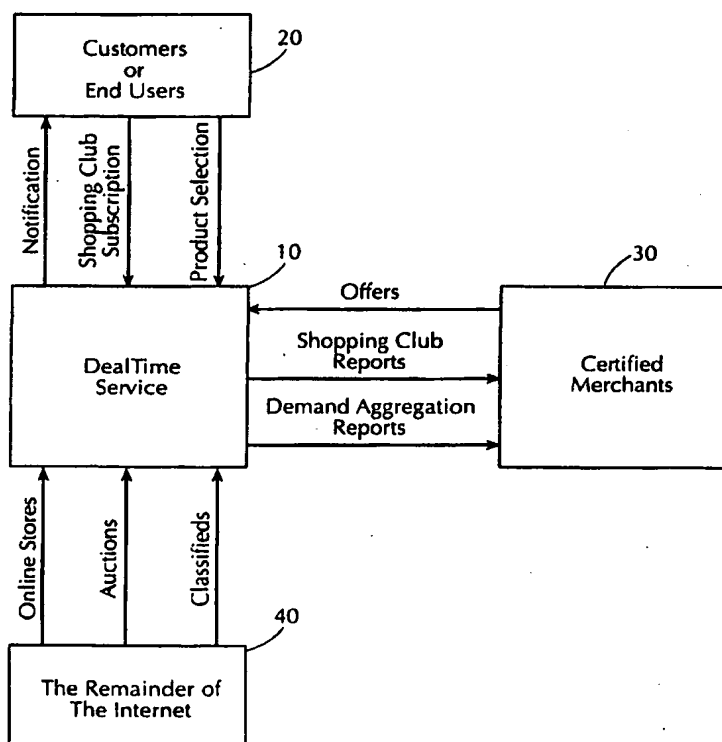 20
Customers
or
End Users
Notification
Shopping Club
Subscription
Product Selection
10
30
DealTime
Service
Offers
Shopping Club
Reports
Demand Aggregation
Reports
Certified
Merchants
Online Stores
Auctions
Classifieds
40
The Remainder of
The Internet